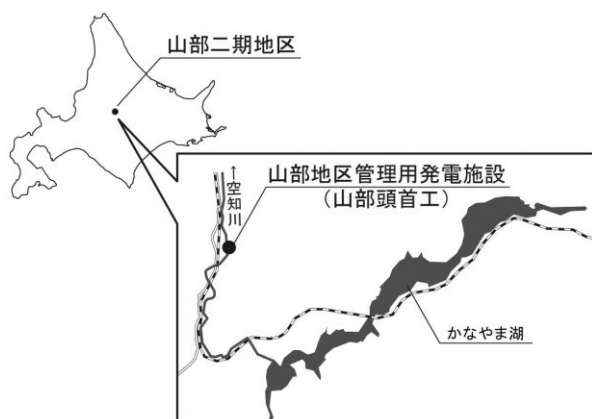 山部二期地区
山部地区管理用発電施設
（山部頭首工）
→空知川
かなやま湖